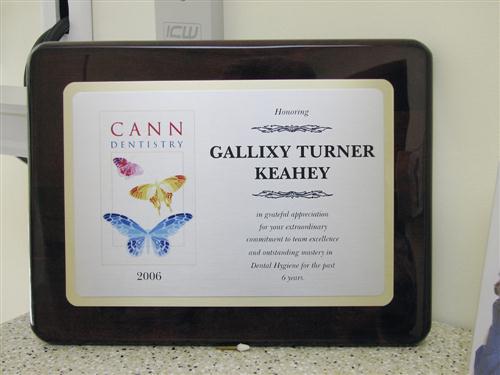 ICW
CANN
DENTISTRY
2006
Honoring
GALLIXY TURNER
KEAHEY
in grateful appreciation
for your extraordinary
commitment to team excellence
and outstanding mastery in
Dental Hygiene for the past
6 years.